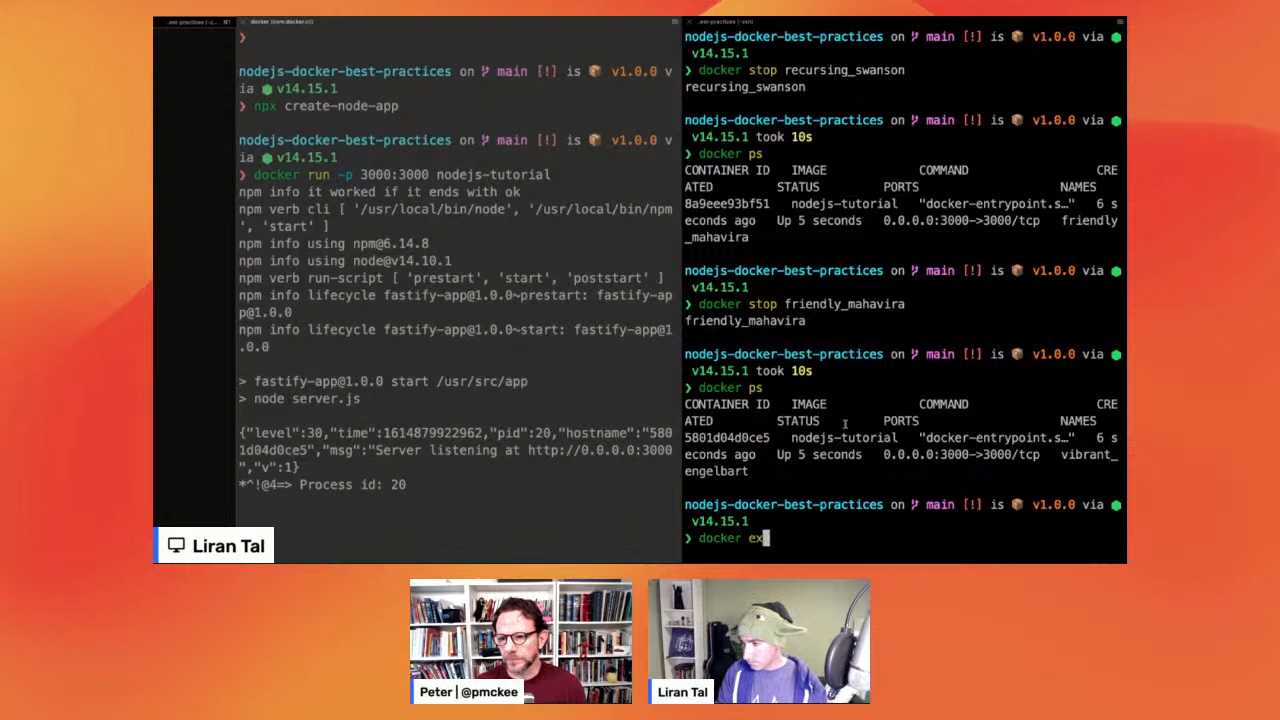 docker (com.docker.cli)
❯
nodejs-docker-best-practices on main [!] is v1.0.0 v
ia v14.15.1
❯ npx create-node-app
nodejs-docker-best-practices on main [!] is v1.0.0 v
ia v14.15.1
❯ docker run -p 3000:3000 nodejs-tutorial
npm info it worked if it ends with ok
npm verb cli [ '/usr/local/bin/node', '/usr/local/bin/npm
', 'start' ]
npm info using npm@6.14.8
npm info using node@v14.10.1
npm verb run-script [ 'prestart', 'start', 'poststart' ]
npm info lifecycle fastify-app@1.0.0~prestart: fastify-ap
p@1.0.0
npm info lifecycle fastify-app@1.0.0~start: fastify-app@1
.0.0
> fastify-app@1.0.0 start /usr/src/app
> node server.js
{"level":30,"time":1614879922962,"pid":20,"hostname":"580
1d04d0ce5","msg":"Server listening at http://0.0.0.0:3000
","v":1}
*^!@4=> Process id: 20
nodejs-docker-best-practices on main [!] is v1.0.0 via
v14.15.1
❯ docker stop recursing_swanson
recursing_swanson
nodejs-docker-best-practices on main [!] is v1.0.0 via
v14.15.1 took 10s
❯ docker ps
CONTAINER ID IMAGE COMMAND CRE
ATED STATUS PORTS NAMES
8a9eee93bf51 nodejs-tutorial "docker-entrypoint.s…" 6 s
econds ago Up 5 seconds 0.0.0.0:3000->3000/tcp friendly
_mahavira
nodejs-docker-best-practices on main [!] is v1.0.0 via
v14.15.1
❯ docker stop friendly_mahavira
friendly_mahavira
nodejs-docker-best-practices on main [!] is v1.0.0 via
v14.15.1 took 10s
❯ docker ps
CONTAINER ID IMAGE COMMAND CRE
ATED STATUS PORTS NAMES
5801d04d0ce5 nodejs-tutorial "docker-entrypoint.s…" 6 s
econds ago Up 5 seconds 0.0.0.0:3000->3000/tcp vibrant_
engelbart
nodejs-docker-best-practices on main [!] is v1.0.0 via
v14.15.1
❯ docker ex
Liran Tal
Peter | @pmckee
Liran Tal